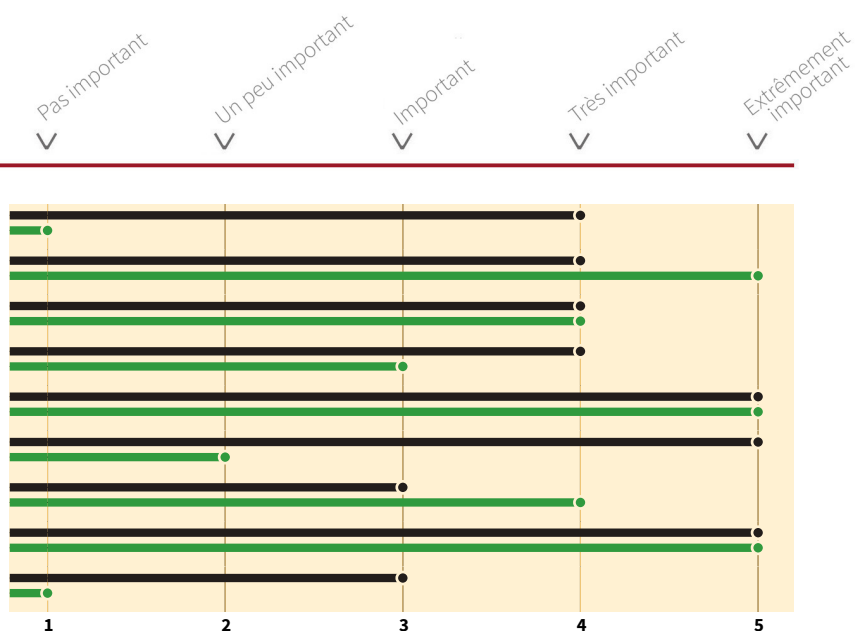 Pas important
Un peu important
Important
Très important
Extrêmement
important
1
2
3
4
5